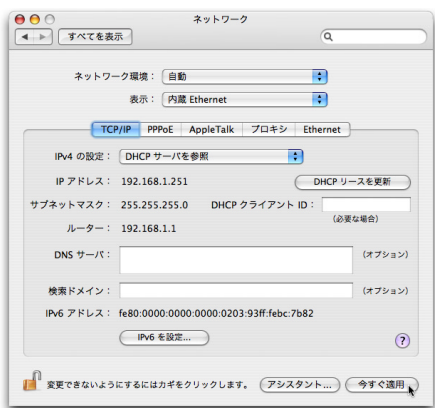 ネットワーク
すべてを表示
ネットワーク環境： 自動
表示： 内蔵 Ethernet
TCP/IP PPPoE AppleTalk プロキシ Ethernet
IPv4 の設定： DHCP サーバを参照
IP アドレス： 192.168.1.251 DHCP リースを更新
サブネットマスク： 255.255.255.0 DHCP クライアント ID：
（必要な場合）
ルーター： 192.168.1.1
DNS サーバ： （オプション）
検索ドメイン： （オプション）
IPv6 アドレス： fe80:0000:0000:0000:0203:93ff:febc:7b82
IPv6 を設定... ?
変更できないようにするにはカギをクリックします。 アシスタント... 今すぐ適用